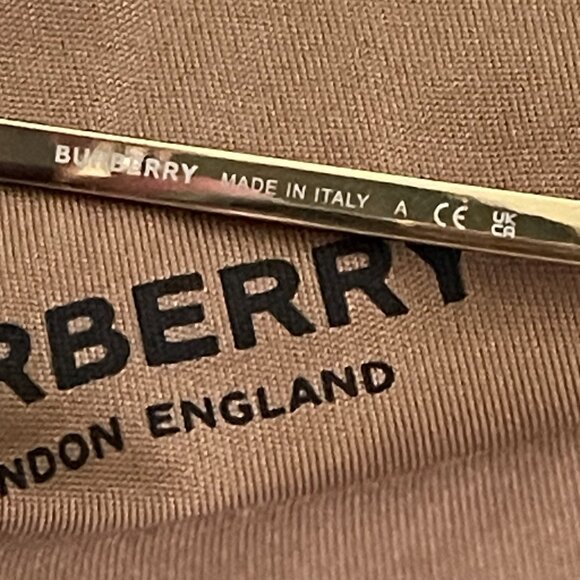 BURBERRY MADE IN ITALY A CE UK CA
RBERRY
NDON ENGLAND